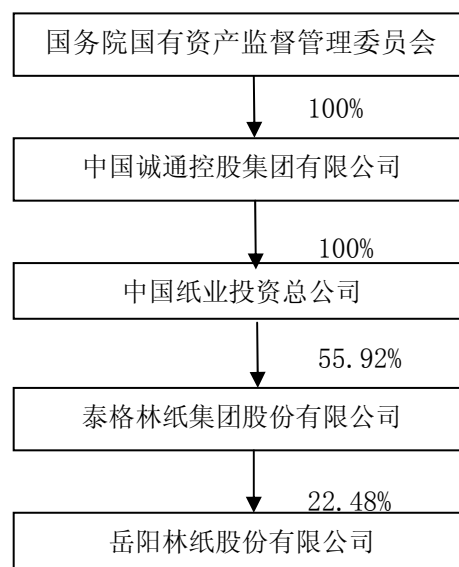 国务院国有资产监督管理委员会
100%
中国诚通控股集团有限公司
100%
中国纸业投资总公司
55.92%
泰格林纸集团股份有限公司
22.48%
岳阳林纸股份有限公司